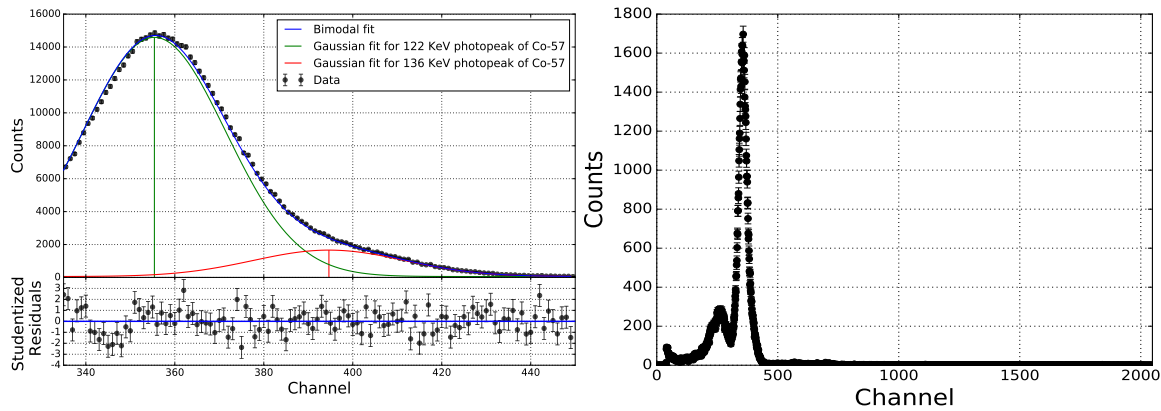 16000
14000
12000
10000
8000
6000
4000
2000
0
Counts
Bimodal fit
Gaussian fit for 122 KeV photopeak of Co-57
Gaussian fit for 136 KeV photopeak of Co-57
Data
3
2
1
0
-1
-2
-3
-4
Studentized
Residuals
340 360 380 400 420 440
Channel
1800
1600
1400
1200
1000
800
600
400
200
0
Counts
0 500 1000 1500 2000
Channel